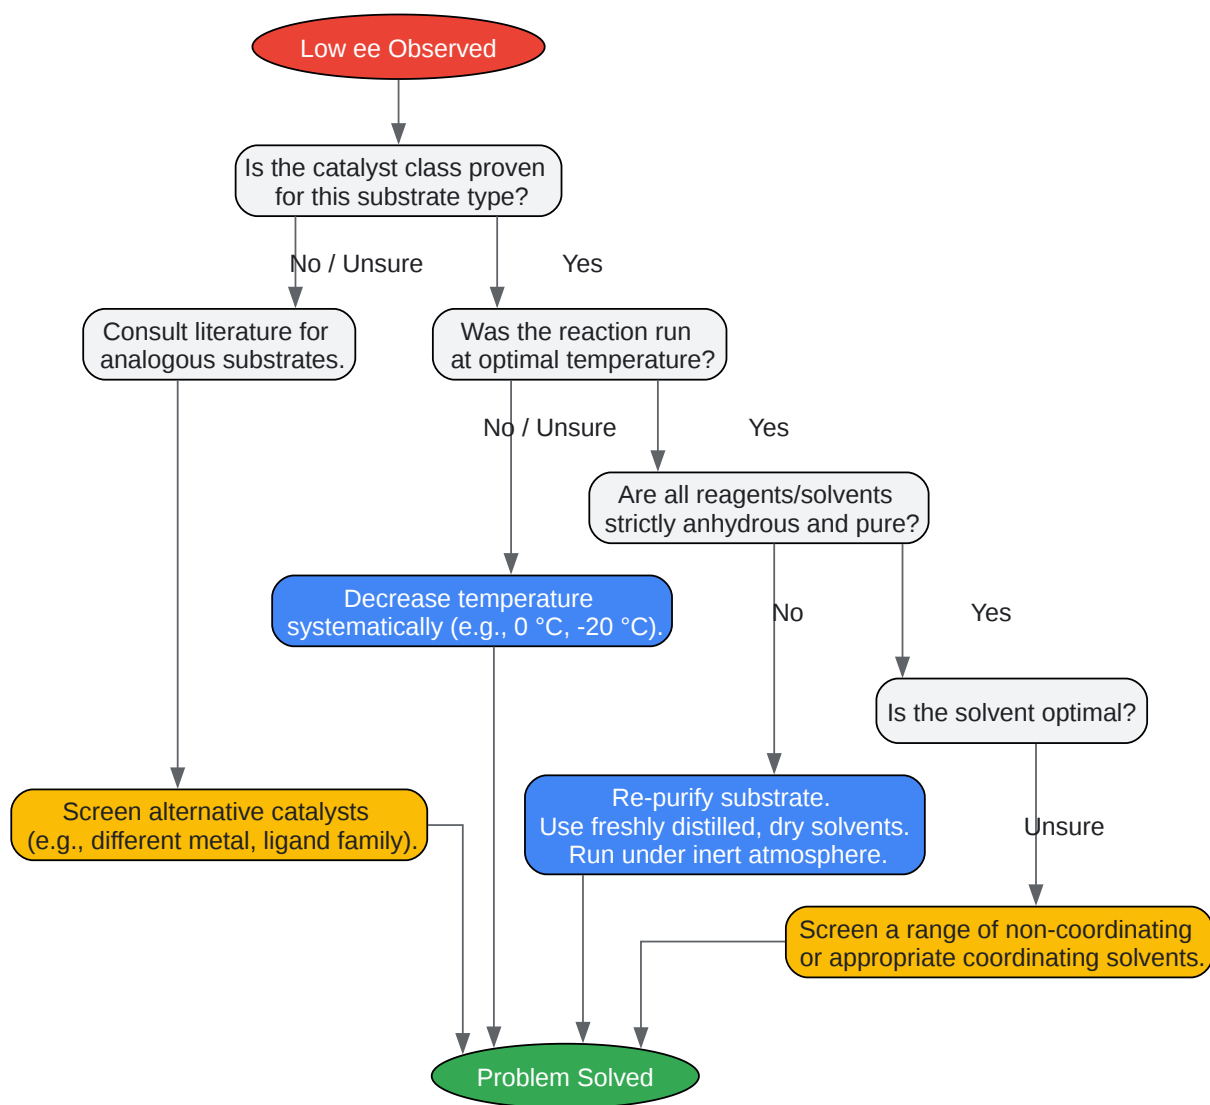 Low ee Observed
Is the catalyst class proven
for this substrate type?
No / Unsure
Yes
Consult literature for
analogous substrates.
Was the reaction run
at optimal temperature?
No / Unsure
Yes
Are all reagents/solvents
strictly anhydrous and pure?
Decrease temperature
systematically (e.g., 0 °C, -20 °C).
No
Yes
Is the solvent optimal?
Screen alternative catalysts
(e.g., different metal, ligand family).
Re-purify substrate.
Use freshly distilled, dry solvents.
Run under inert atmosphere.
Unsure
Screen a range of non-coordinating
or appropriate coordinating solvents.
Problem Solved